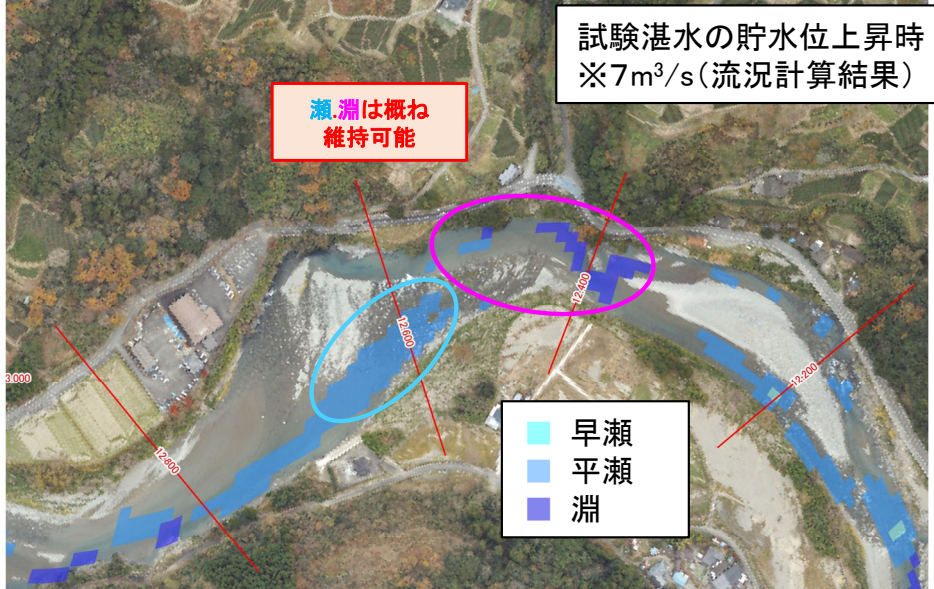 試験湛水の貯水位上昇時
※7m³/s(流況計算結果)
瀬.淵は概ね
維持可能
12·400
12·600
12·200
3.000
12·800
早瀬
平瀬
淵